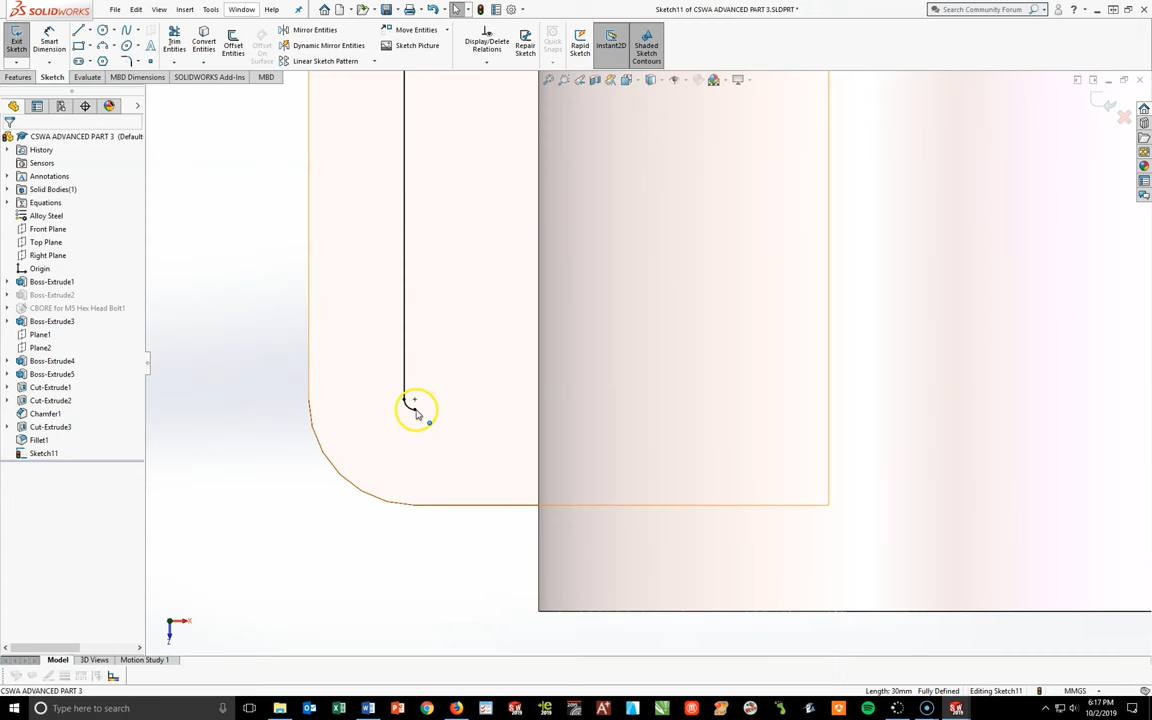 SOLIDWORKS
File
Edit
View
Insert
Tools
Window
Help
Sketch11 of CSWA ADVANCED PART 3.SLDPRT *
Search Community Forum
Exit Sketch
Smart Dimension
Trim Entities
Convert Entities
Offset Entities
Offset On Surface
Mirror Entities
Dynamic Mirror Entities
Linear Sketch Pattern
Move Entities
Sketch Picture
Display/Delete Relations
Repair Sketch
Quick Snaps
Rapid Sketch
Instant2D
Shaded Sketch Contours
Features
Sketch
Evaluate
MBD Dimensions
SOLIDWORKS Add-Ins
MBD
CSWA ADVANCED PART 3 (Default
History
Sensors
Annotations
Solid Bodies(1)
Equations
Alloy Steel
Front Plane
Top Plane
Right Plane
Origin
Boss-Extrude1
Boss-Extrude2
CBORE for M5 Hex Head Bolt1
Boss-Extrude3
Plane1
Plane2
Boss-Extrude4
Boss-Extrude5
Cut-Extrude1
Cut-Extrude2
Chamfer1
Cut-Extrude3
Fillet1
Sketch11
X
Z
Model
3D Views
Motion Study 1
CSWA ADVANCED PART 3
Length: 30mm
Fully Defined
Editing Sketch11
MMGS
Type here to search
6:17 PM
10/2/2019